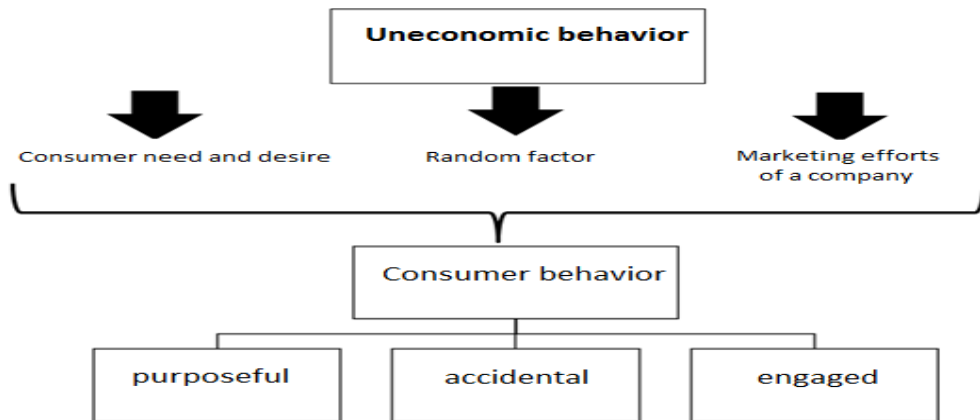 Uneconomic behavior
Consumer need and desire
Random factor
Marketing efforts
of a company
Consumer behavior
purposeful
accidental
engaged